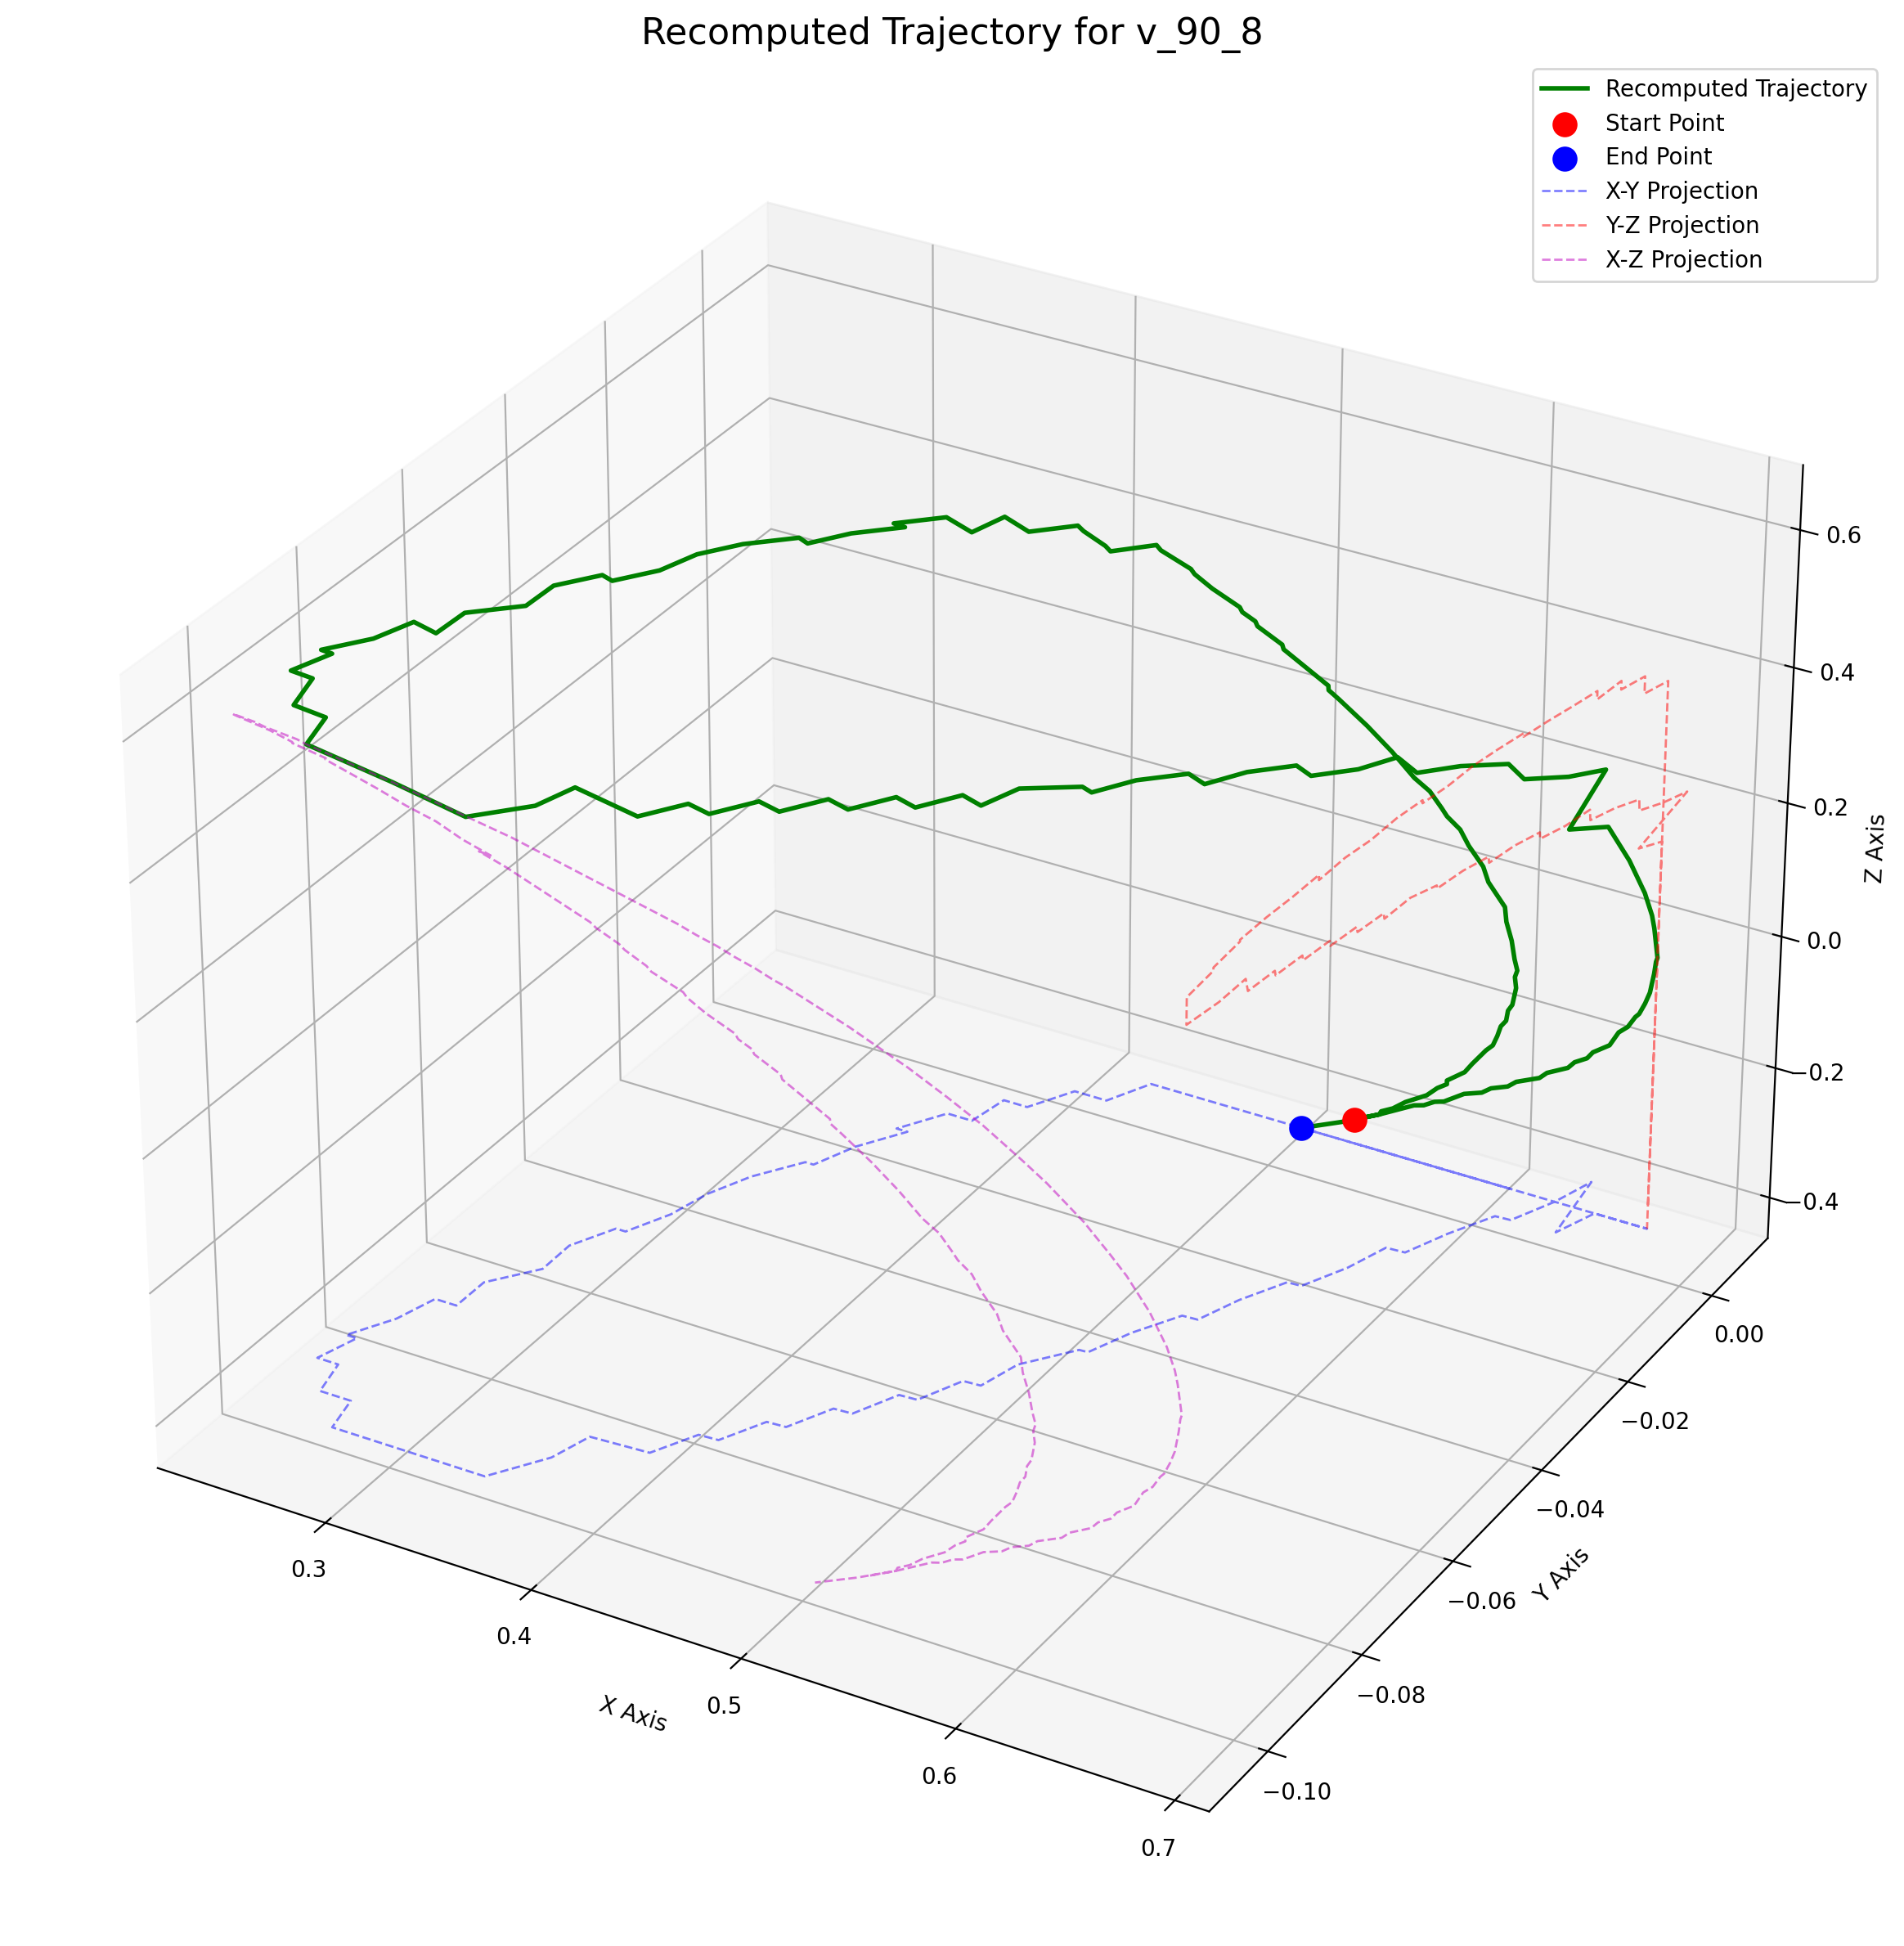 Recomputed Trajectory for v_90_8
Recomputed Trajectory
Start Point
End Point
X-Y Projection
Y-Z Projection
X-Z Projection
0.6
0.4
0.2
0.0
−0.2
−0.4
Z Axis
0.00
−0.02
−0.04
−0.06
−0.08
−0.10
Y Axis
0.3
0.4
0.5
0.6
0.7
X Axis